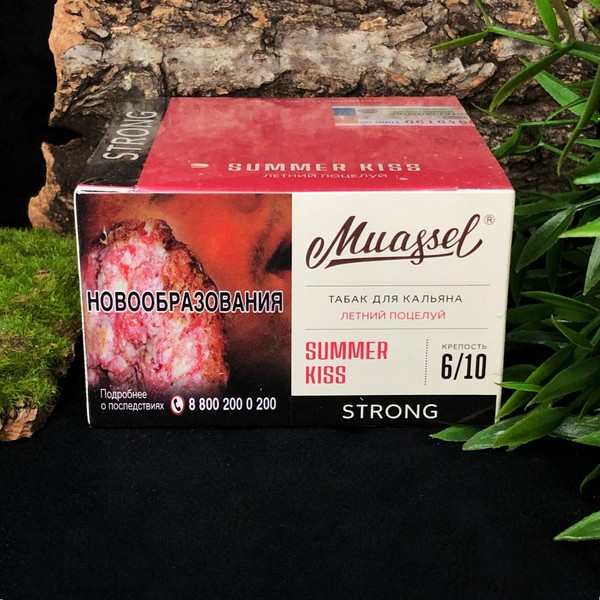 STRONG
SUMMER KISS
ЛЕТНИЙ ПОЦЕЛУЙ
НОВООБРАЗОВАНИЯ
Подробнее
о последствиях
8 800 200 0 200
Muassel®
ТАБАК ДЛЯ КАЛЬЯНА
ЛЕТНИЙ ПОЦЕЛУЙ
SUMMER
KISS
КРЕПОСТЬ
6/10
STRONG